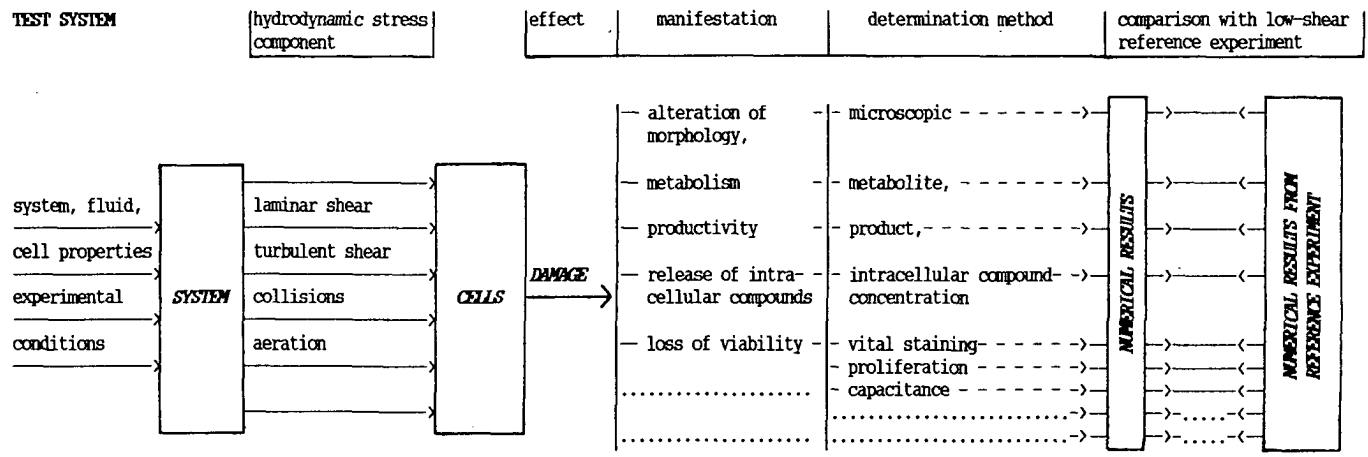 TEST SYSTEM
hydrodynamic stress
component
effect
manifestation
determination method
comparison with low-shear
reference experiment
alteration of
morphology,
microscopic
metabolism
metabolite,
system, fluid,
laminar shear
productivity
product,
cell properties
turbulent shear
DAMAGE
release of intra-
cellular compounds
intracellular compound-
concentration
experimental
SYSTEM
collisions
CELLS
conditions
aeration
loss of viability
vital staining
proliferation
capacitance
NUMERICAL RESULTS
NUMERICAL RESULTS FROM
REFERENCE EXPERIMENT